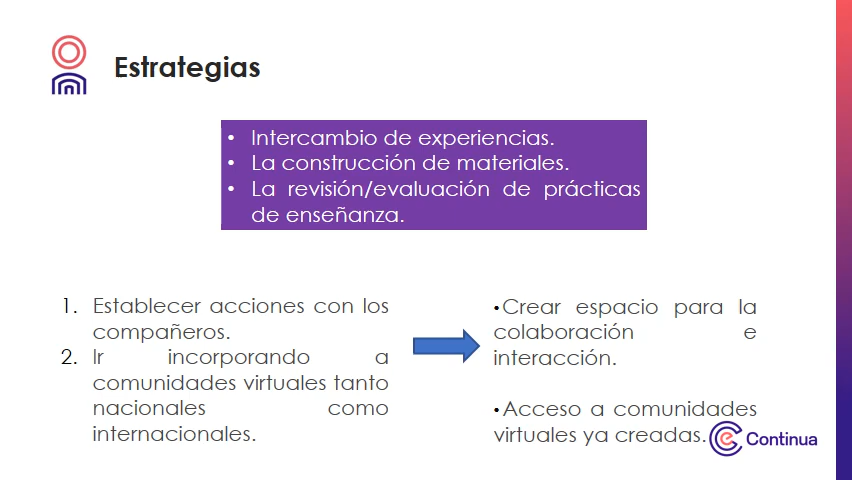 Estrategias
• Intercambio de experiencias.
• La construcción de materiales.
• La revisión/evaluación de prácticas
de enseñanza.
1. Establecer acciones con los
compañeros.
2. Ir incorporando a
comunidades virtuales tanto
nacionales como
internacionales.
•Crear espacio para la
colaboración e
interacción.
•Acceso a comunidades
virtuales ya creadas.
Continua